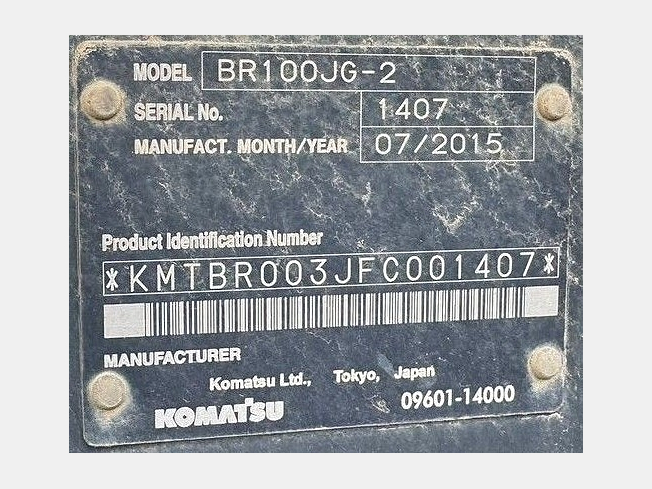 MODEL BR100JG-2
SERIAL No. 1407
MANUFACT. MONTH/YEAR 07/2015
Product Identification Number
*KMTBR003JFC001407*
MANUFACTURER
Komatsu Ltd., Tokyo, Japan
KOMATSU 09601-14000